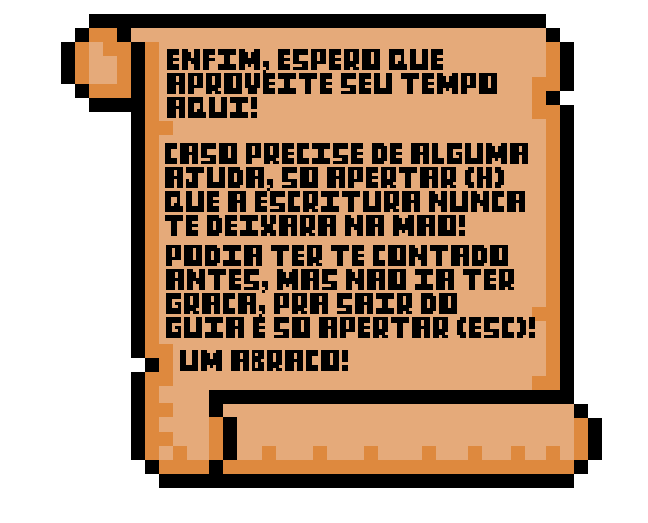 ENFIM, ESPERO QUE
APROVEITE SEU TEMPO
AQUI!
CASO PRECISE DE ALGUMA
AJUDA, SO APERTAR (H)
QUE A ESCRITURA NUNCA
TE DEIXARA NA MAO!
PODIA TER TE CONTADO
ANTES, MAS NAO IA TER
GRACA, PRA SAIR DO
GUIA É SO APERTAR (ESC)!
UM ABRACO!